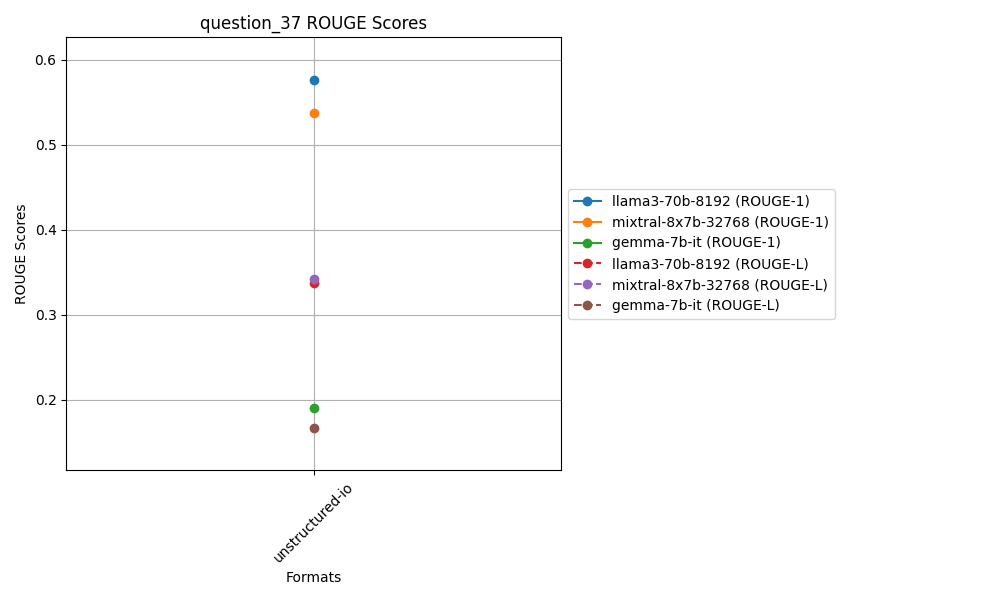 question_37 ROUGE Scores
0.6
0.5
0.4
0.3
0.2
ROUGE Scores
unstructured-io
Formats
llama3-70b-8192 (ROUGE-1)
mixtral-8x7b-32768 (ROUGE-1)
gemma-7b-it (ROUGE-1)
llama3-70b-8192 (ROUGE-L)
mixtral-8x7b-32768 (ROUGE-L)
gemma-7b-it (ROUGE-L)